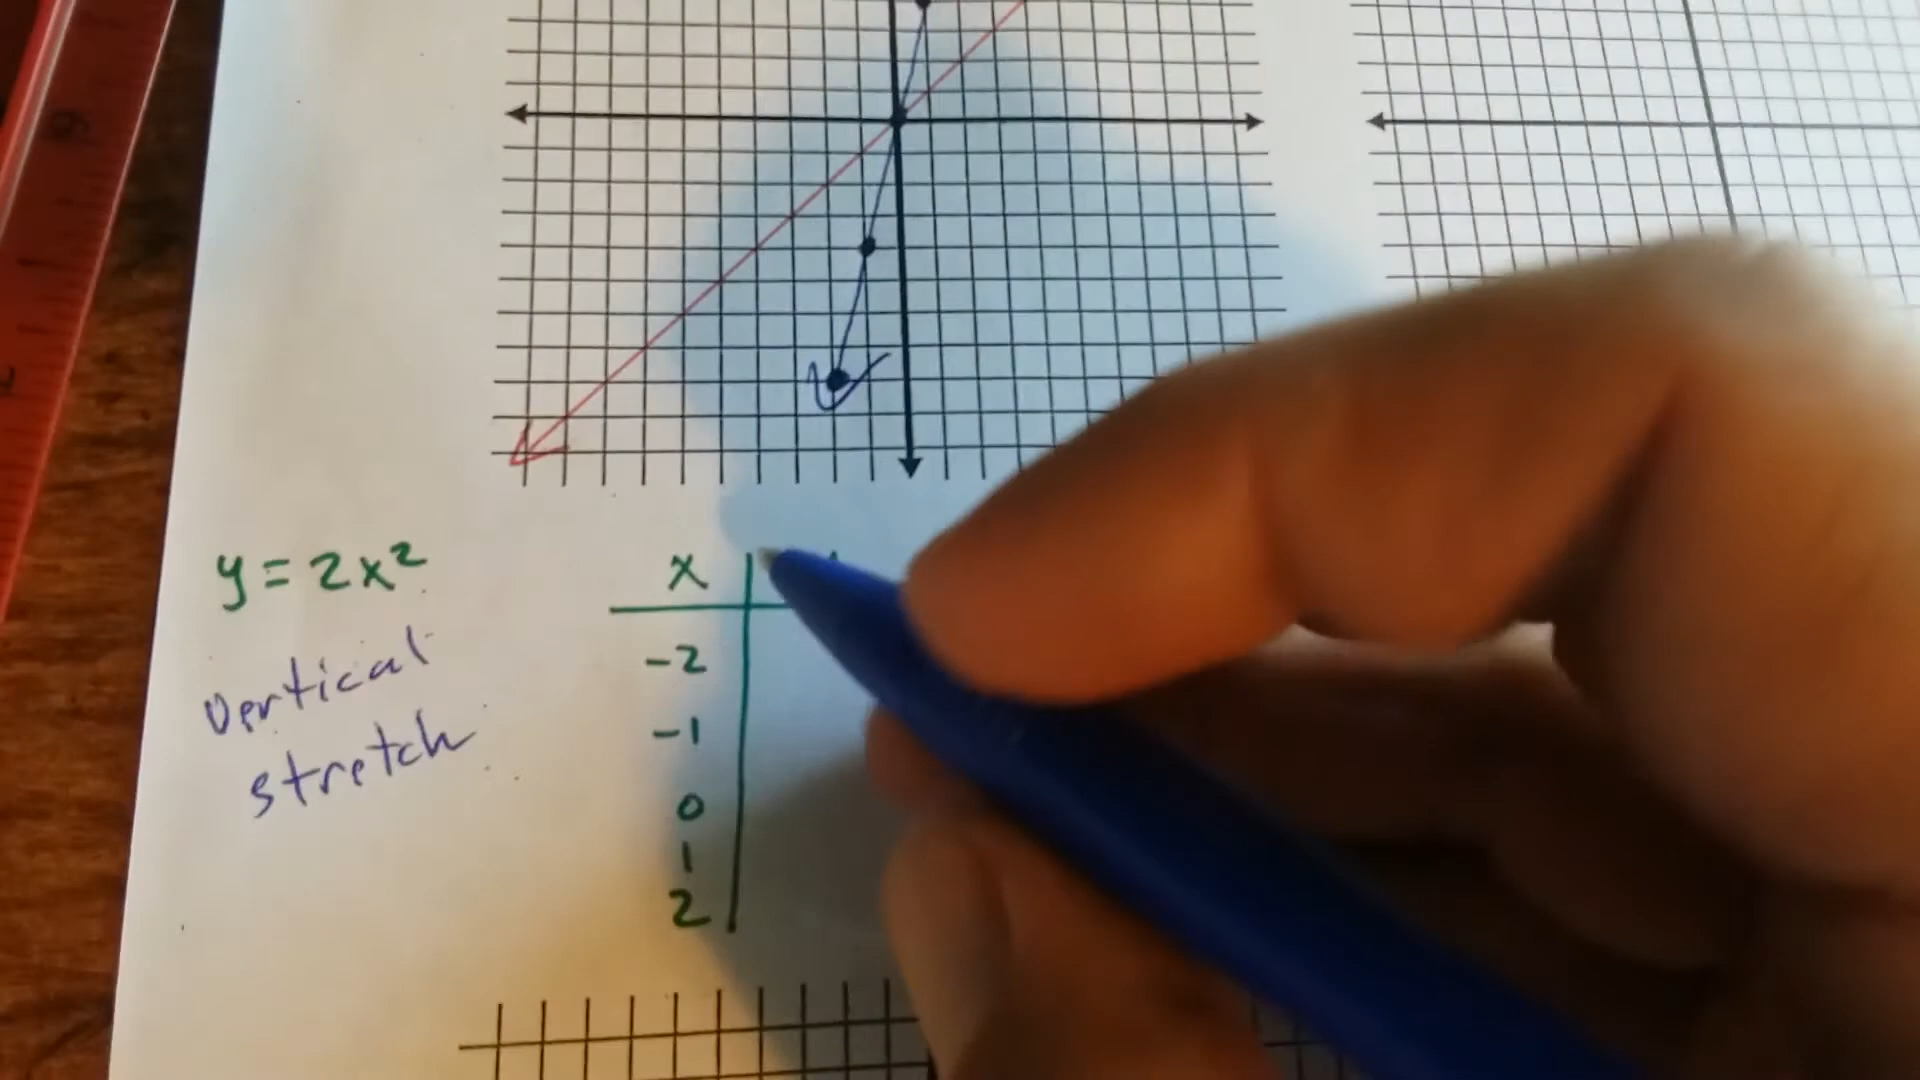 y = 2x²
vertical
stretch
x
-2
-1
0
1
2